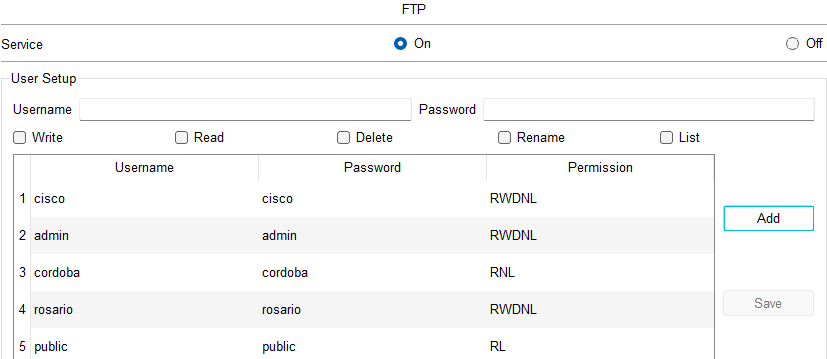 FTP
Service On Off
User Setup
Username Password
Write Read Delete Rename List
Username Password Permission
1 cisco cisco RWDNL
Add
2 admin admin RWDNL
3 cordoba cordoba RNL
Save
4 rosario rosario RWDNL
5 public public RL